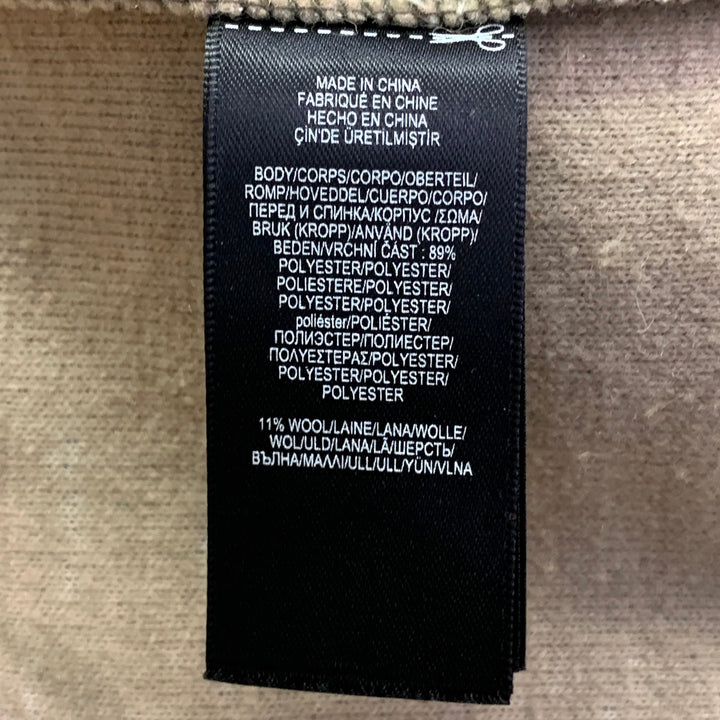 MADE IN CHINA
FABRIQUÉ EN CHINE
HECHO EN CHINA
ÇİN'DE ÜRETİLMİŞTİR
BODY/CORPS/CORPO/OBERTEIL/
ROMP/HOVEDDEL/CUERPO/CORPO/
ПЕРЕД И СПИНКА/КОРПУС /ΣΩΜΑ/
BRUK (KROPP)/ANVÄND (KROPP)/
BEDEN/VRCHNÍ ČÁST : 89%
POLYESTER/POLYESTER/
POLIESTERE/POLYESTER/
POLYESTER/POLYESTER/
poliéster/POLIÉSTER/
ПОЛИЭСТЕР/ПОЛИЕСТЕР/
ΠΟΛΥΕΣΤΕΡΑΣ/POLYESTER/
POLYESTER/POLYESTER/
POLYESTER
11% WOOL/LAINE/LANA/WOLLE/
WOL/ULD/LANA/LÃ/ШЕРСТЬ/
ВЪЛНА/ΜΑΛΛΙ/ULL/ULL/YÜN/VLNA